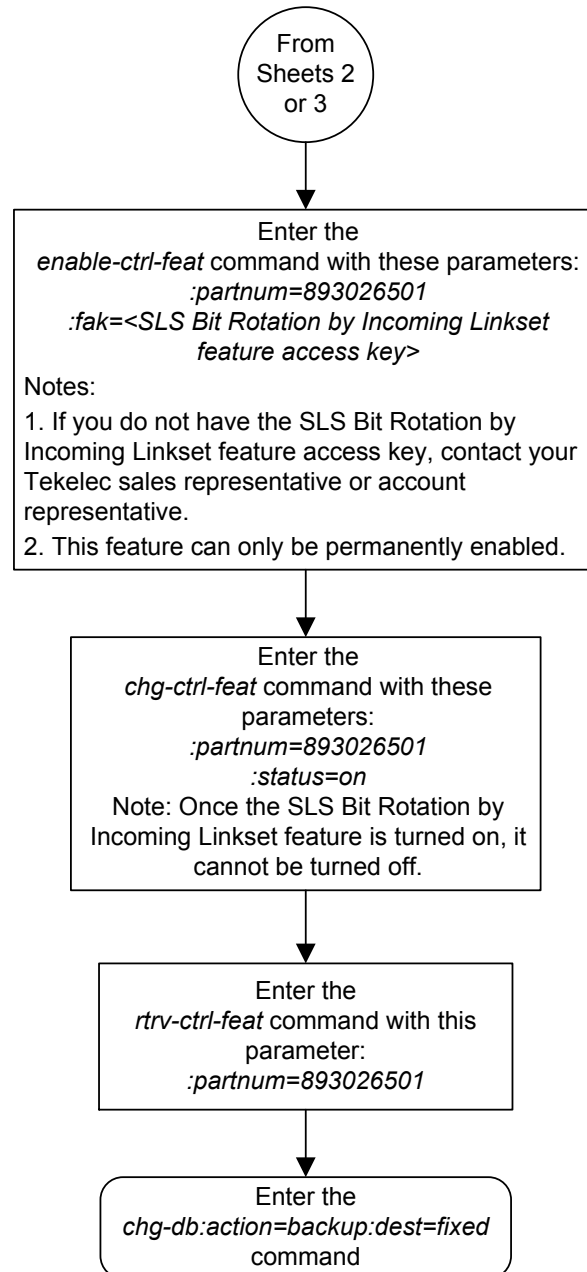 From
Sheets 2
or 3
Enter the
enable-ctrl-feat command with these parameters:
:partnum=893026501
:fak=<SLS Bit Rotation by Incoming Linkset
feature access key>
Notes:
1. If you do not have the SLS Bit Rotation by
Incoming Linkset feature access key, contact your
Tekelec sales representative or account
representative.
2. This feature can only be permanently enabled.
Enter the
chg-ctrl-feat command with these
parameters:
:partnum=893026501
:status=on
Note: Once the SLS Bit Rotation by
Incoming Linkset feature is turned on, it
cannot be turned off.
Enter the
rtrv-ctrl-feat command with this
parameter:
:partnum=893026501
Enter the
chg-db:action=backup:dest=fixed
command